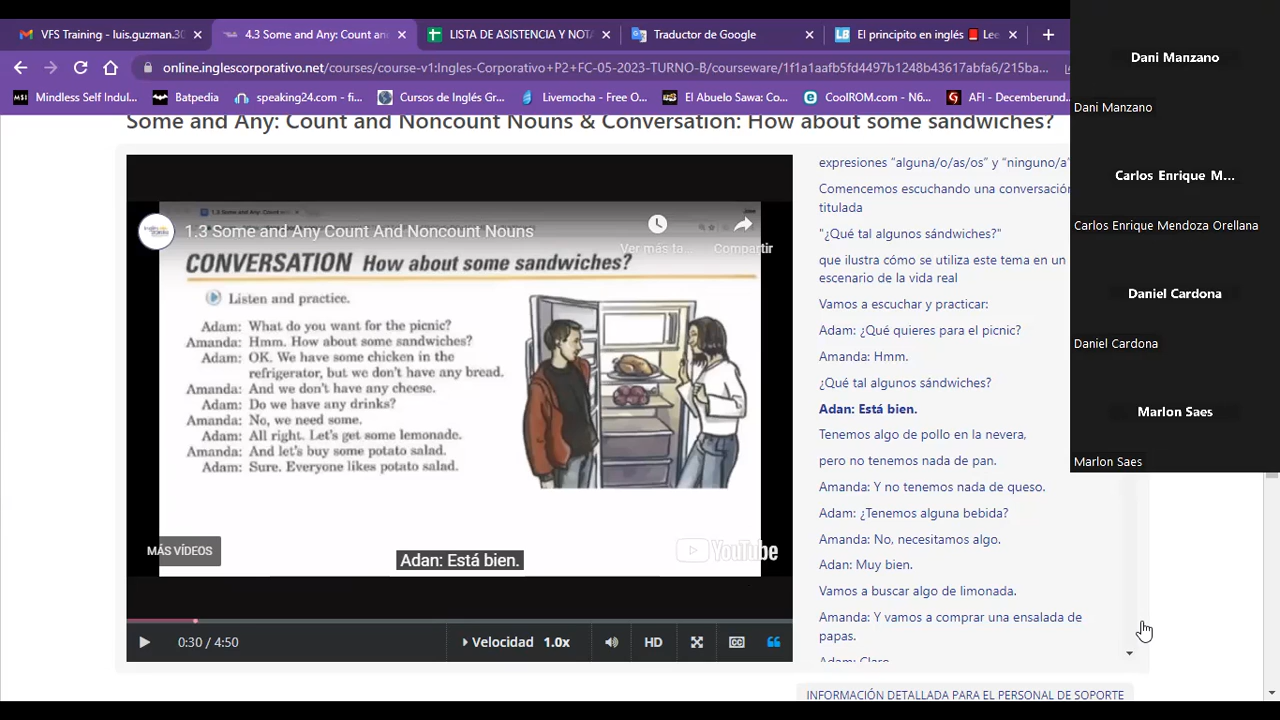 VFS Training - luis.guzman.30
4.3 Some and Any: Count and
LISTA DE ASISTENCIA Y NOTA
Traductor de Google
El principito en inglés
Lee
online.inglescorporativo.net/courses/course-v1:Ingles-Corporativo+P2+FC-05-2023-TURNO-B/courseware/1f1a1aafb5fd4497b1248b43617abfa6/215ba...
Mindless Self Indul...
Batpedia
speaking24.com - fi...
Cursos de Inglés Gr...
Livemocha - Free O...
El Abuelo Sawa: Co...
CoolROM.com - N6...
AFI - Decemberund
Some and Any: Count and Noncount Nouns & Conversation: How about some sandwiches?
1.3 Some and Any Count And Noncount Nouns
Ver más ta...
Compartir
CONVERSATION How about some sandwiches?
Listen and practice.
Adam: What do you want for the picnic?
Amanda: Hmm. How about some sandwiches?
Adam: OK. We have some chicken in the
refrigerator, but we don't have any bread.
Amanda: And we don't have any cheese.
Adam: Do we have any drinks?
Amanda: No, we need some.
Adam: All right. Let's get some lemonade.
Amanda: And let's buy some potato salad.
Adam: Sure. Everyone likes potato salad.
MÁS VÍDEOS
Adan: Está bien.
YouTube
0:30 / 4:50
Velocidad 1.0x
HD
expresiones "alguna/o/as/os" y "ninguno/a"
Comencemos escuchando una conversación
titulada
"¿Qué tal algunos sándwiches?"
que ilustra cómo se utiliza este tema en un
escenario de la vida real
Vamos a escuchar y practicar:
Adam: ¿Qué quieres para el picnic?
Amanda: Hmm.
¿Qué tal algunos sándwiches?
Adan: Está bien.
Tenemos algo de pollo en la nevera,
pero no tenemos nada de pan.
Amanda: Y no tenemos nada de queso.
Adam: ¿Tenemos alguna bebida?
Amanda: No, necesitamos algo.
Adan: Muy bien.
Vamos a buscar algo de limonada.
Amanda: Y vamos a comprar una ensalada de
papas.
Adam: Claro
INFORMACIÓN DETALLADA PARA EL PERSONAL DE SOPORTE
Dani Manzano
Dani Manzano
Carlos Enrique M...
Carlos Enrique Mendoza Orellana
Daniel Cardona
Daniel Cardona
Marlon Saes
Marlon Saes